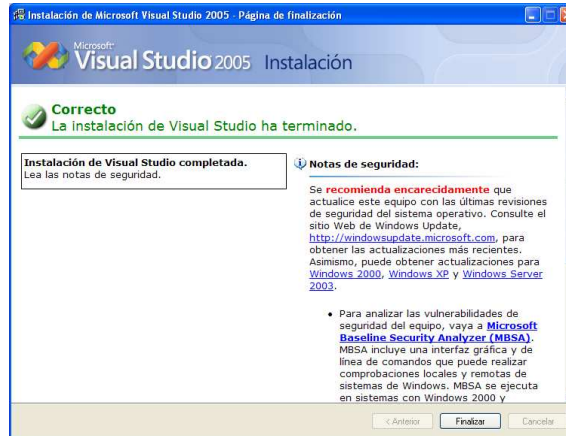 Instalación de Microsoft Visual Studio 2005 - Página de finalización
Microsoft
Visual Studio 2005 Instalación
Correcto
La instalación de Visual Studio ha terminado.
Instalación de Visual Studio completada.
Lea las notas de seguridad.
Notas de seguridad:
Se recomienda encarecidamente que
actualice este equipo con las últimas revisiones
de seguridad del sistema operativo. Consulte el
sitio Web de Windows Update,
http://windowsupdate.microsoft.com, para
obtener las actualizaciones más recientes.
Asimismo, puede obtener actualizaciones para
Windows 2000, Windows XP y Windows Server
2003.
• Para analizar las vulnerabilidades de
seguridad del equipo, vaya a Microsoft
Baseline Security Analyzer (MBSA).
MBSA incluye una interfaz gráfica y de
línea de comandos que puede realizar
comprobaciones locales y remotas de
sistemas de Windows. MBSA se ejecuta
en sistemas con Windows 2000 y
< Anterior Finalizar Cancelar